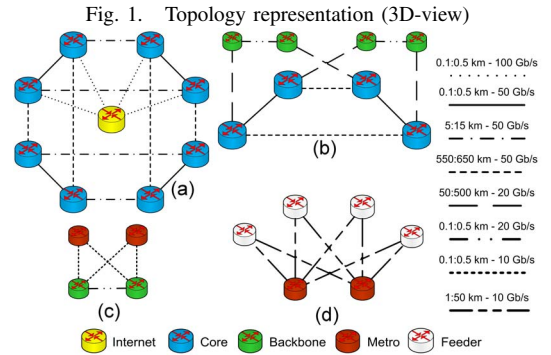 Fig. 1. Topology representation (3D-view)
0.1:0.5 km - 100 Gb/s
0.1:0.5 km - 50 Gb/s
5:15 km - 50 Gb/s
550:650 km - 50 Gb/s
50:500 km - 20 Gb/s
0.1:0.5 km - 20 Gb/s
0.1:0.5 km - 10 Gb/s
1:50 km - 10 Gb/s
(a)
(b)
(c)
(d)
Internet Core Backbone Metro Feeder